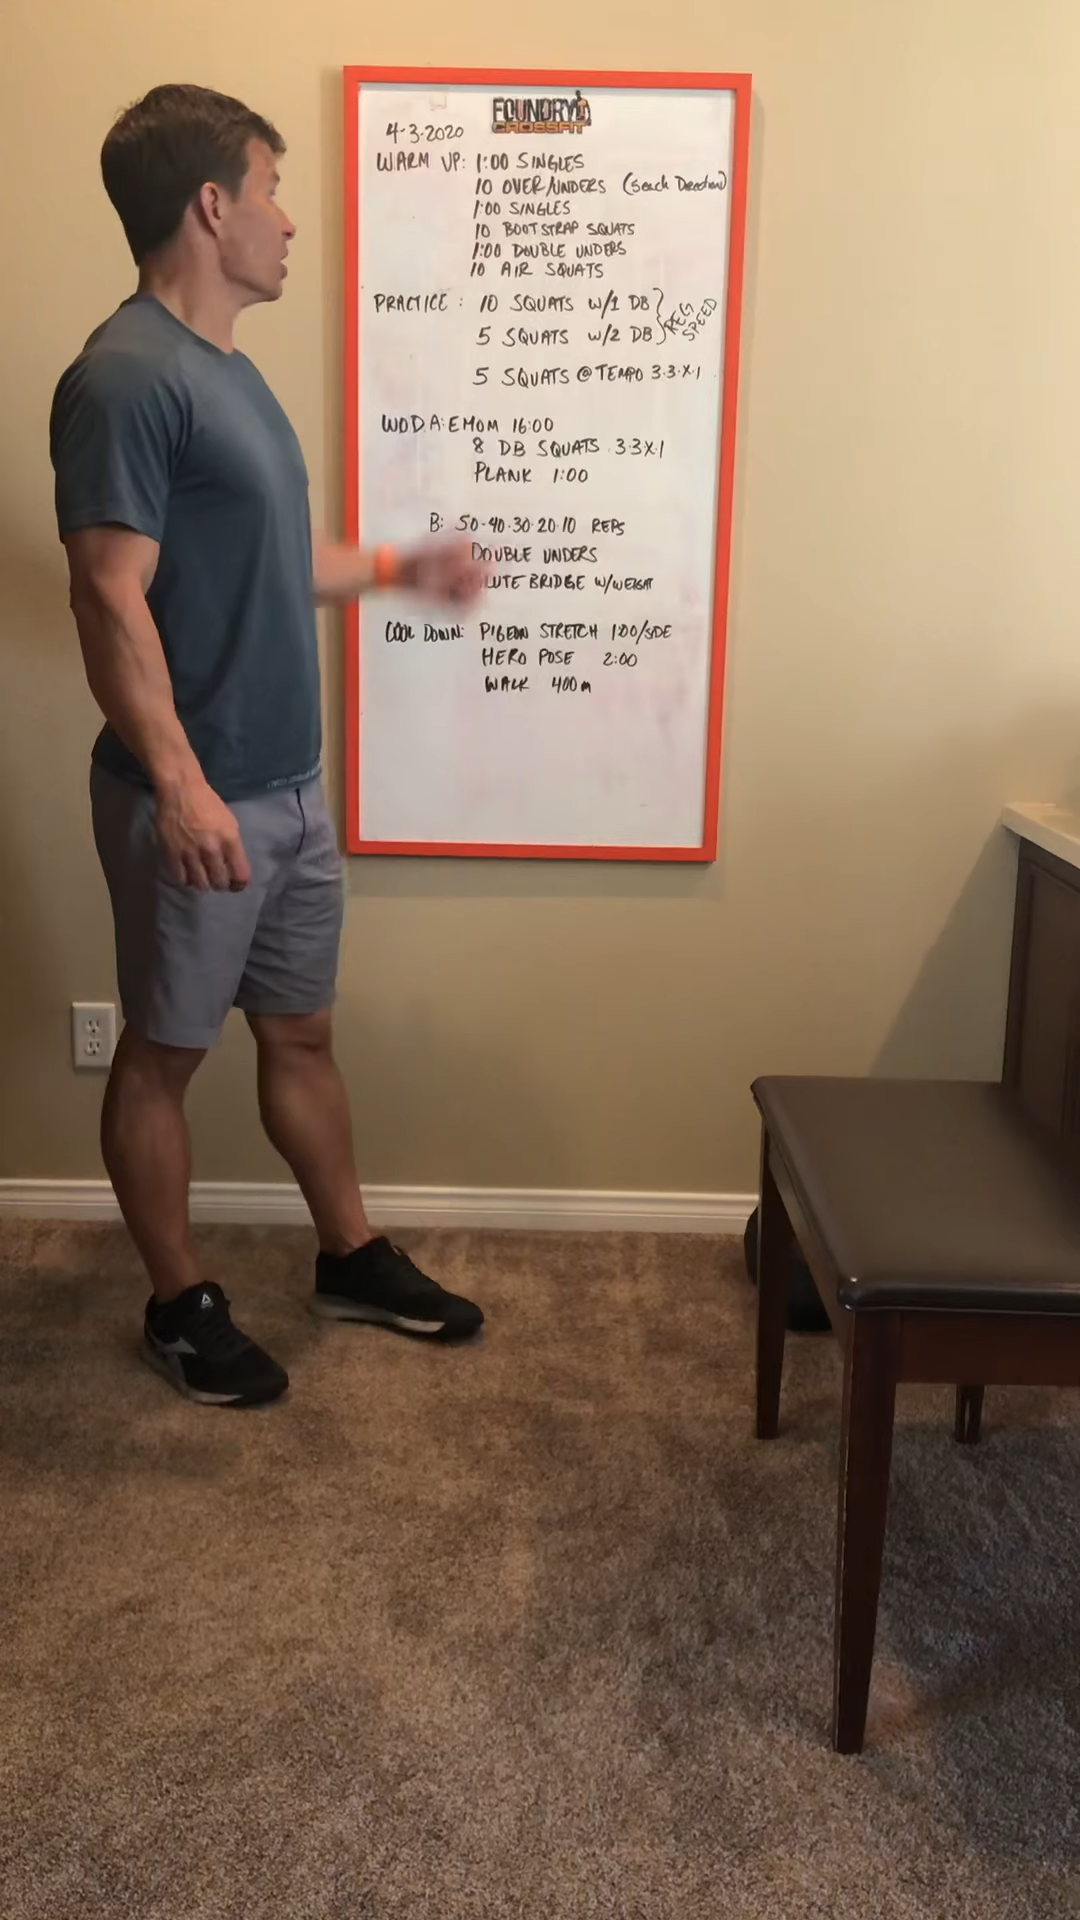 FOUNDRY
CROSSFIT
4-3-2020
WARM UP: 1:00 SINGLES
10 OVER/UNDERS (5each Direction)
1:00 SINGLES
10 BOOTSTRAP SQUATS
1:00 DOUBLE UNDERS
10 AIR SQUATS
PRACTICE: 10 SQUATS W/1 DB
5 SQUATS W/2 DB
REG SPEED
5 SQUATS @ TEMPO 3·3·X·1
WOD.A: EMOM 16:00
8 DB SQUATS 3·3·X·1
PLANK 1:00
B: 50-40·30·20·10 REPS
DOUBLE UNDERS
LUTE BRIDGE W/WEIGHT
COOL DOWN: PIGEON STRETCH 1:00/SIDE
HERO POSE 2:00
WALK 400m